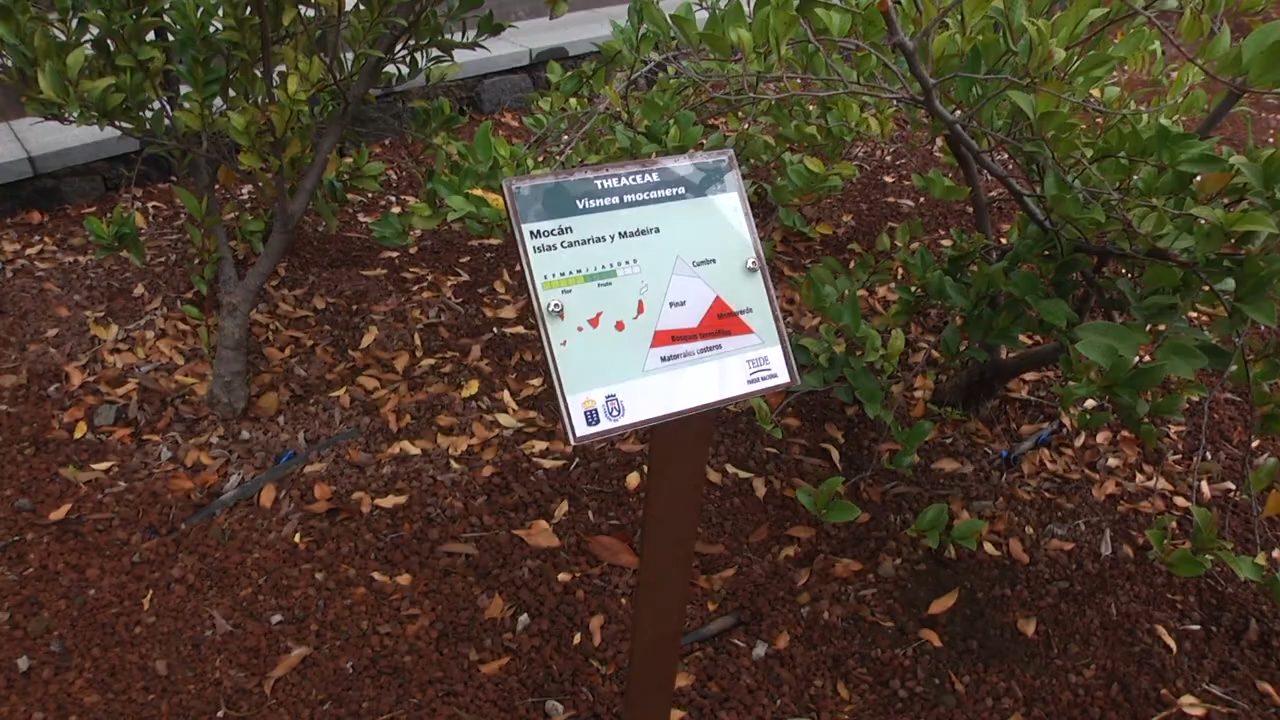 THEACEAE
Visnea mocanera
Mocán
Islas Canarias y Madeira
E F M A M J J A S O N D
Flor
Fruto
Cumbre
Pinar
Monteverde
Bosques termófilos
Matorrales costeros
TEIDE
PARQUE NACIONAL